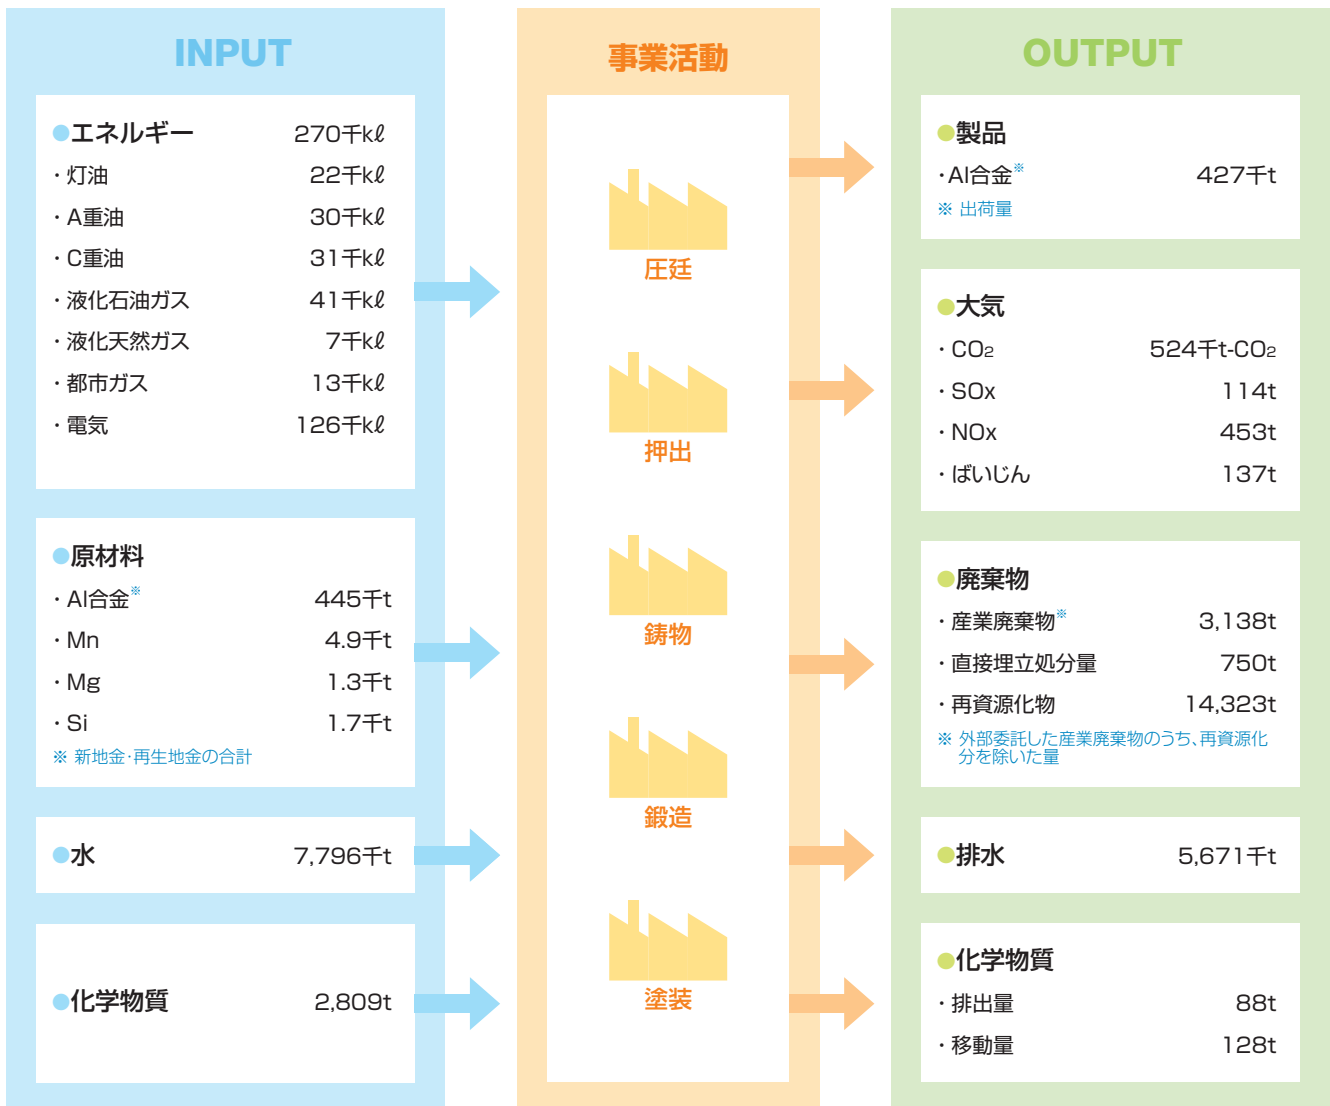 INPUT
●エネルギー 270千kℓ
・灯油 22千kℓ
・A重油 30千kℓ
・C重油 31千kℓ
・液化石油ガス 41千kℓ
・液化天然ガス 7千kℓ
・都市ガス 13千kℓ
・電気 126千kℓ
●原材料
・Al合金※ 445千t
・Mn 4.9千t
・Mg 1.3千t
・Si 1.7千t
※ 新地金・再生地金の合計
●水 7,796千t
●化学物質 2,809t
事業活動
圧延
押出
鋳物
鍛造
塗装
OUTPUT
●製品
・Al合金※ 427千t
※ 出荷量
●大気
・CO₂ 524千t-CO₂
・SOx 114t
・NOx 453t
・ばいじん 137t
●廃棄物
・産業廃棄物※ 3,138t
・直接埋立処分量 750t
・再資源化物 14,323t
※ 外部委託した産業廃棄物のうち、再資源化
分を除いた量
●排水 5,671千t
●化学物質
・排出量 88t
・移動量 128t